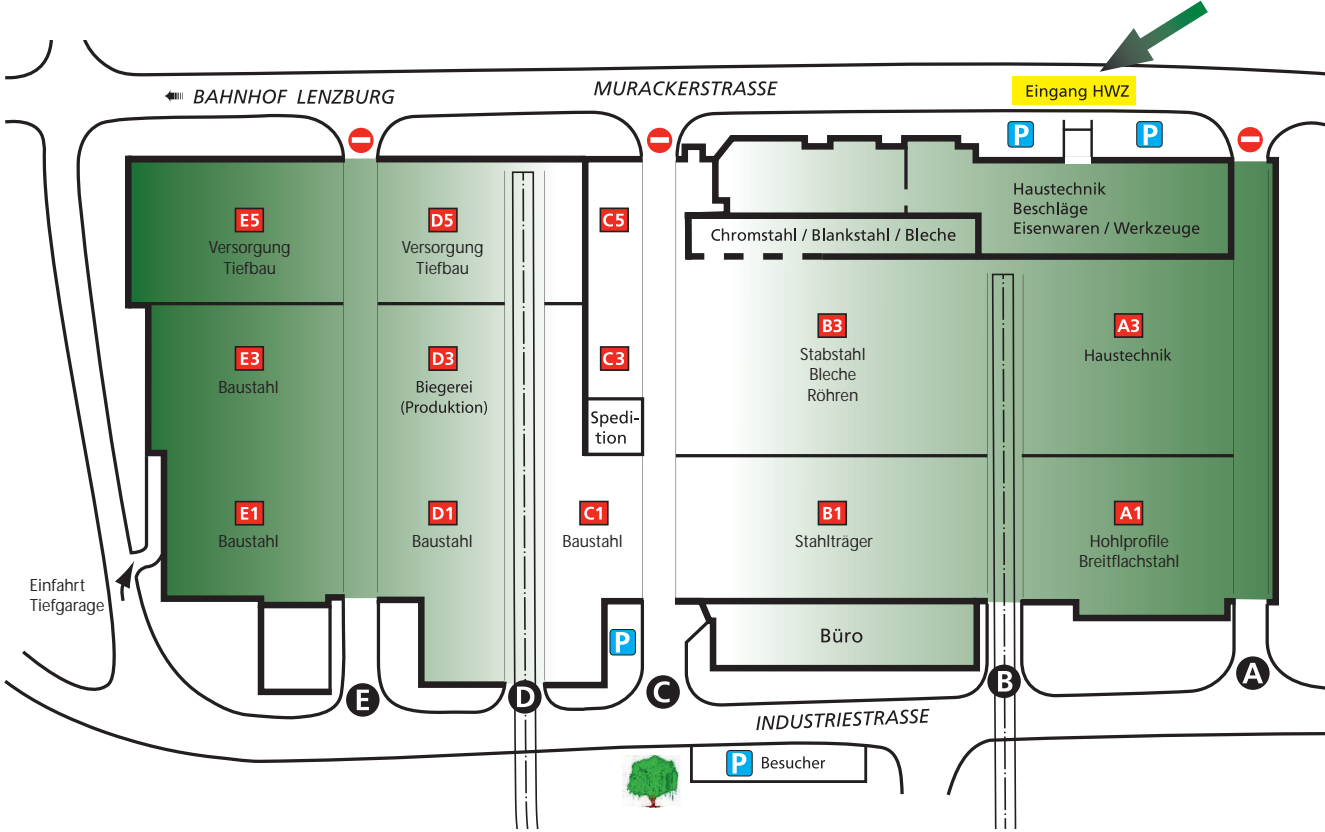 Eingang HWZ
MURACKERSTRASSE
BAHNHOF LENZBURG
P
P
E5
Versorgung
Tiefbau
D5
Versorgung
Tiefbau
C5
Chromstahl / Blankstahl / Bleche
Haustechnik
Beschläge
Eisenwaren / Werkzeuge
E3
Baustahl
D3
Biegerei
(Produktion)
C3
Spedi-
tion
B3
Stabstahl
Bleche
Röhren
A3
Haustechnik
E1
Baustahl
D1
Baustahl
C1
Baustahl
B1
Stahlträger
A1
Hohlprofile
Breitflachstahl
Einfahrt
Tiefgarage
P
Büro
E
D
C
B
A
INDUSTRIESTRASSE
P Besucher